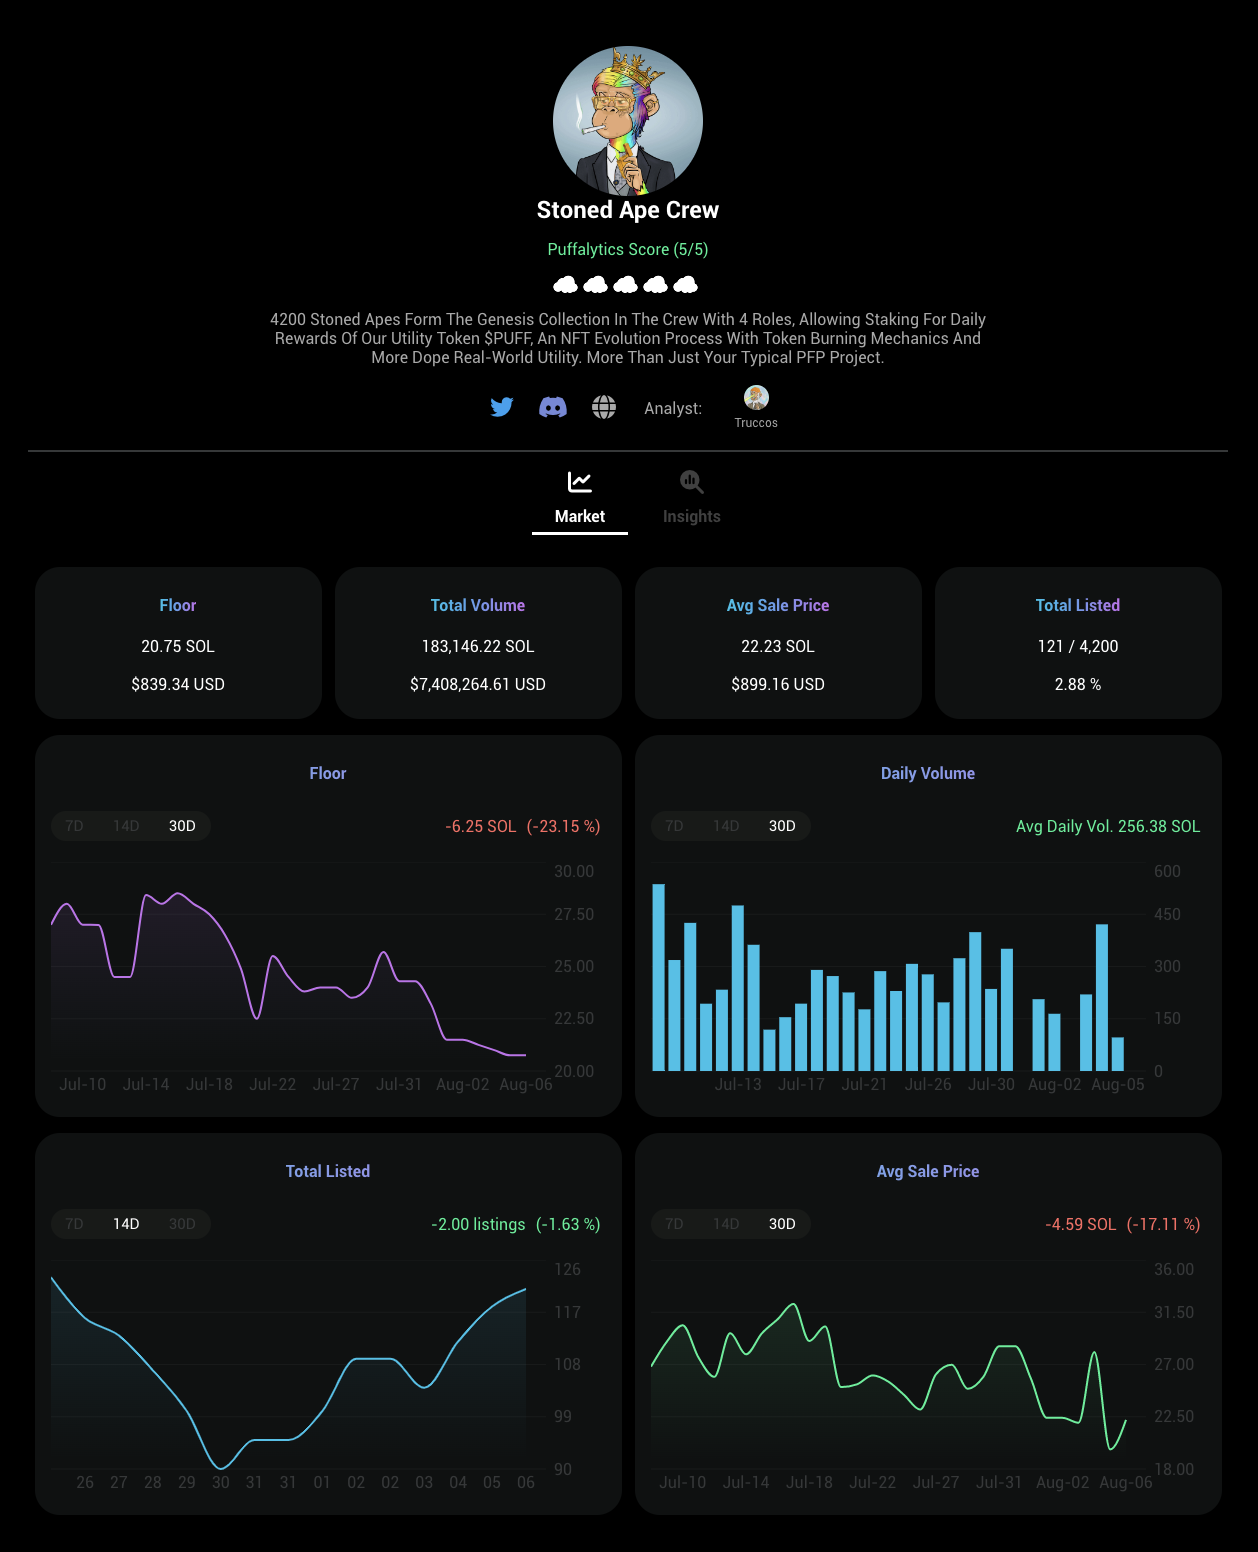 Stoned Ape Crew
Puffalytics Score (5/5)
4200 Stoned Apes Form The Genesis Collection In The Crew With 4 Roles, Allowing Staking For Daily
Rewards Of Our Utility Token $PUFF, An NFT Evolution Process With Token Burning Mechanics And
More Dope Real-World Utility. More Than Just Your Typical PFP Project.
Analyst:
Truccos
Market Insights
Floor
20.75 SOL
$839.34 USD
Total Volume
183,146.22 SOL
$7,408,264.61 USD
Avg Sale Price
22.23 SOL
$899.16 USD
Total Listed
121 / 4,200
2.88 %
Floor
7D 14D 30D
-6.25 SOL (-23.15 %)
30.00
27.50
25.00
22.50
20.00
Jul-10 Jul-14 Jul-18 Jul-22 Jul-27 Jul-31 Aug-02 Aug-06
Daily Volume
7D 14D 30D
Avg Daily Vol. 256.38 SOL
600
450
300
150
0
Jul-13 Jul-17 Jul-21 Jul-26 Jul-30 Aug-02 Aug-05
Total Listed
7D 14D 30D
-2.00 listings (-1.63 %)
126
117
108
99
90
26 27 28 29 30 31 31 01 02 02 03 04 05 06
Avg Sale Price
7D 14D 30D
-4.59 SOL (-17.11 %)
36.00
31.50
27.00
22.50
18.00
Jul-10 Jul-14 Jul-18 Jul-22 Jul-27 Jul-31 Aug-02 Aug-06